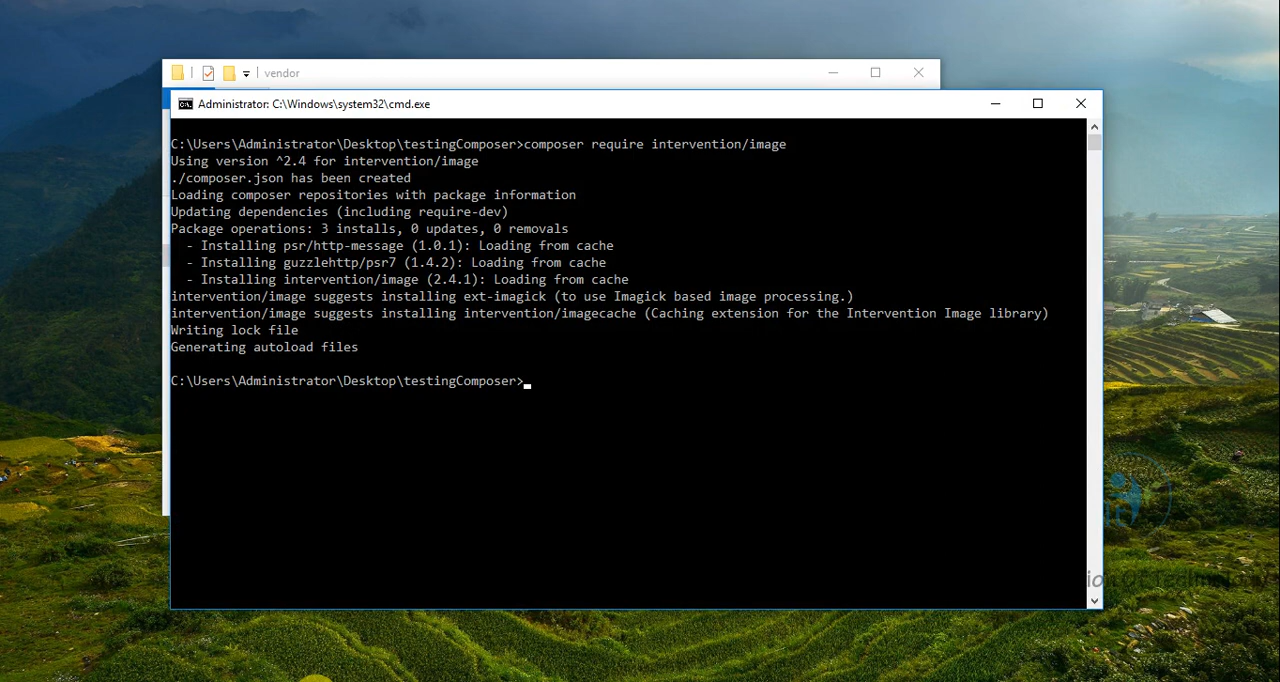 vendor
Administrator: C:\Windows\system32\cmd.exe
C:\Users\Administrator\Desktop\testingComposer>composer require intervention/image
Using version ^2.4 for intervention/image
./composer.json has been created
Loading composer repositories with package information
Updating dependencies (including require-dev)
Package operations: 3 installs, 0 updates, 0 removals
  - Installing psr/http-message (1.0.1): Loading from cache
  - Installing guzzlehttp/psr7 (1.4.2): Loading from cache
  - Installing intervention/image (2.4.1): Loading from cache
intervention/image suggests installing ext-imagick (to use Imagick based image processing.)
intervention/image suggests installing intervention/imagecache (Caching extension for the Intervention Image library)
Writing lock file
Generating autoload files
C:\Users\Administrator\Desktop\testingComposer>